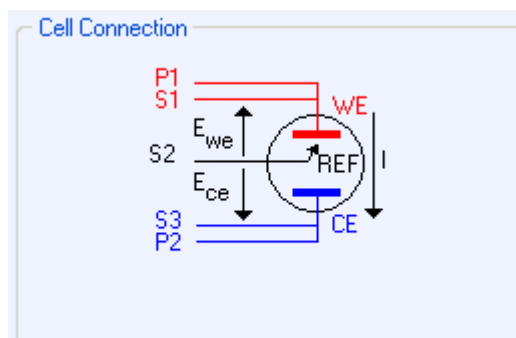 Cell Connection
P1
S1
WE
Ewe
S2
REF
I
Ece
S3
CE
P2